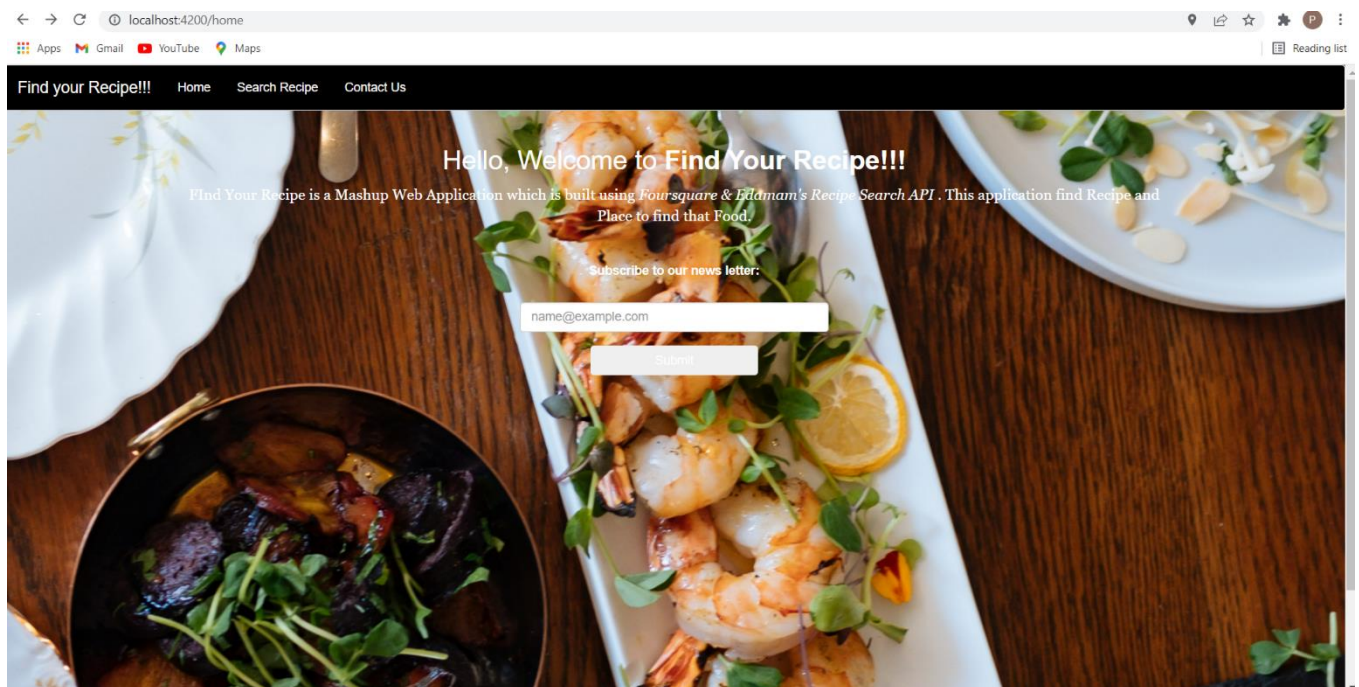 localhost:4200/home
P
Apps Gmail YouTube Maps Reading list
Find your Recipe!!! Home Search Recipe Contact Us
Hello, Welcome to Find Your Recipe!!!
FInd Your Recipe is a Mashup Web Application which is built using Foursquare & Edamam's Recipe Search API . This application find Recipe and
Place to find that Food.
Subscribe to our news letter:
name@example.com
Submit